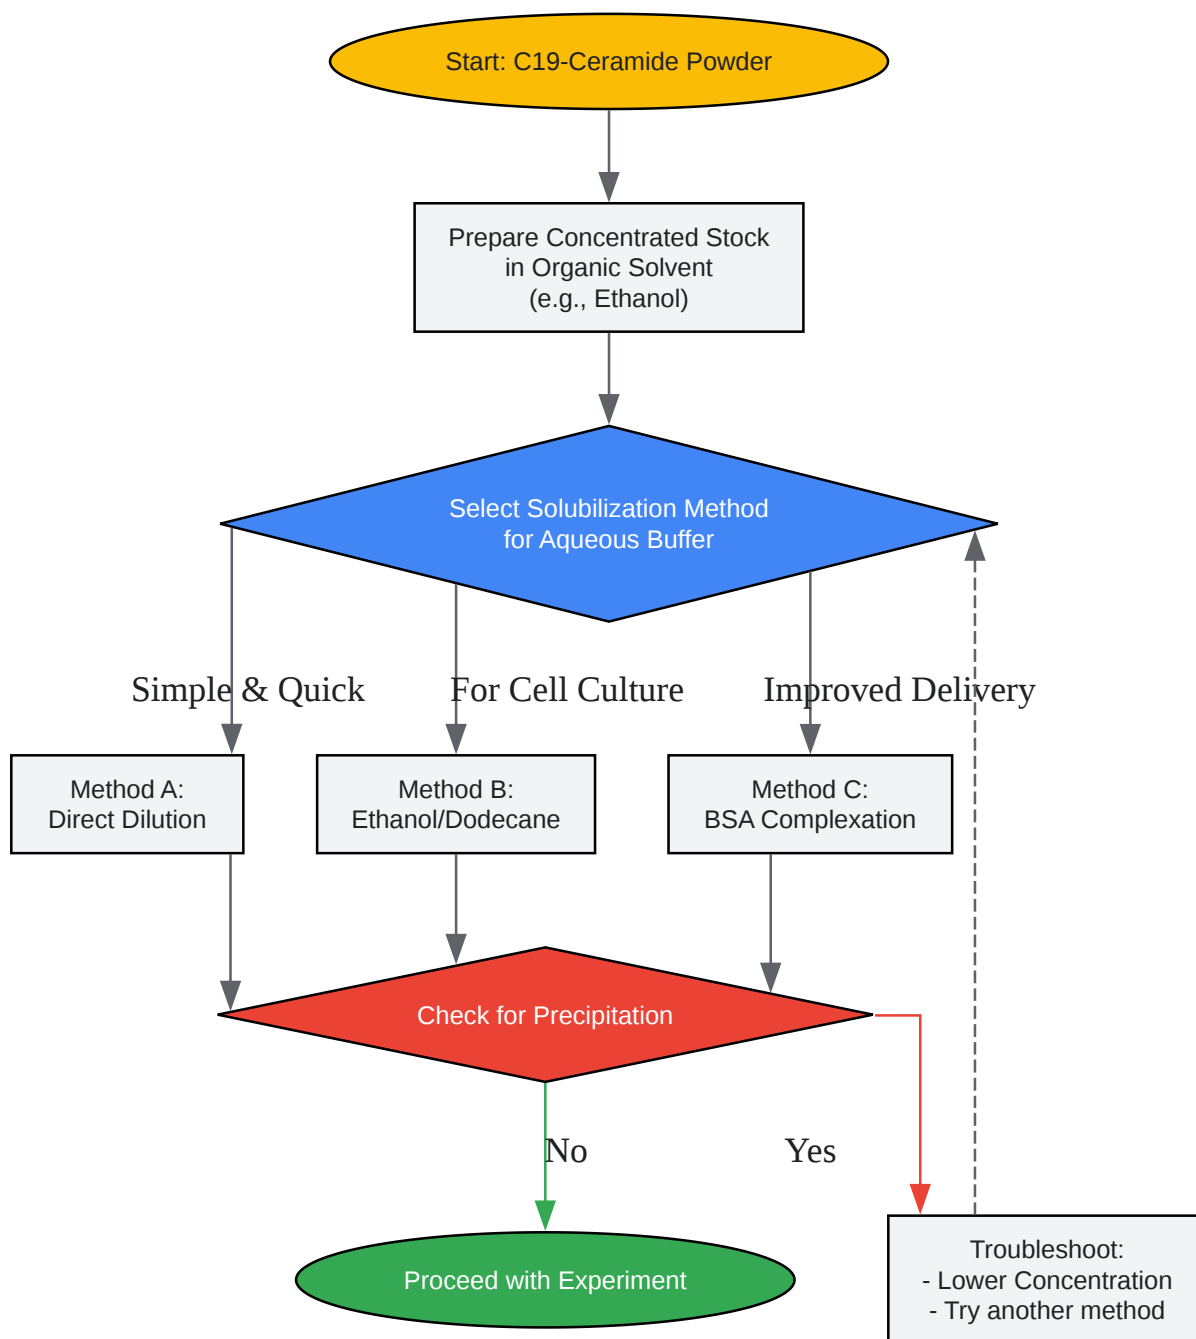 Start: C19-Ceramide Powder
Prepare Concentrated Stock
in Organic Solvent
(e.g., Ethanol)
Select Solubilization Method
for Aqueous Buffer
Simple & Quick
For Cell Culture
Improved Delivery
Method A:
Direct Dilution
Method B:
Ethanol/Dodecane
Method C:
BSA Complexation
Check for Precipitation
No
Yes
Proceed with Experiment
Troubleshoot:
- Lower Concentration
- Try another method